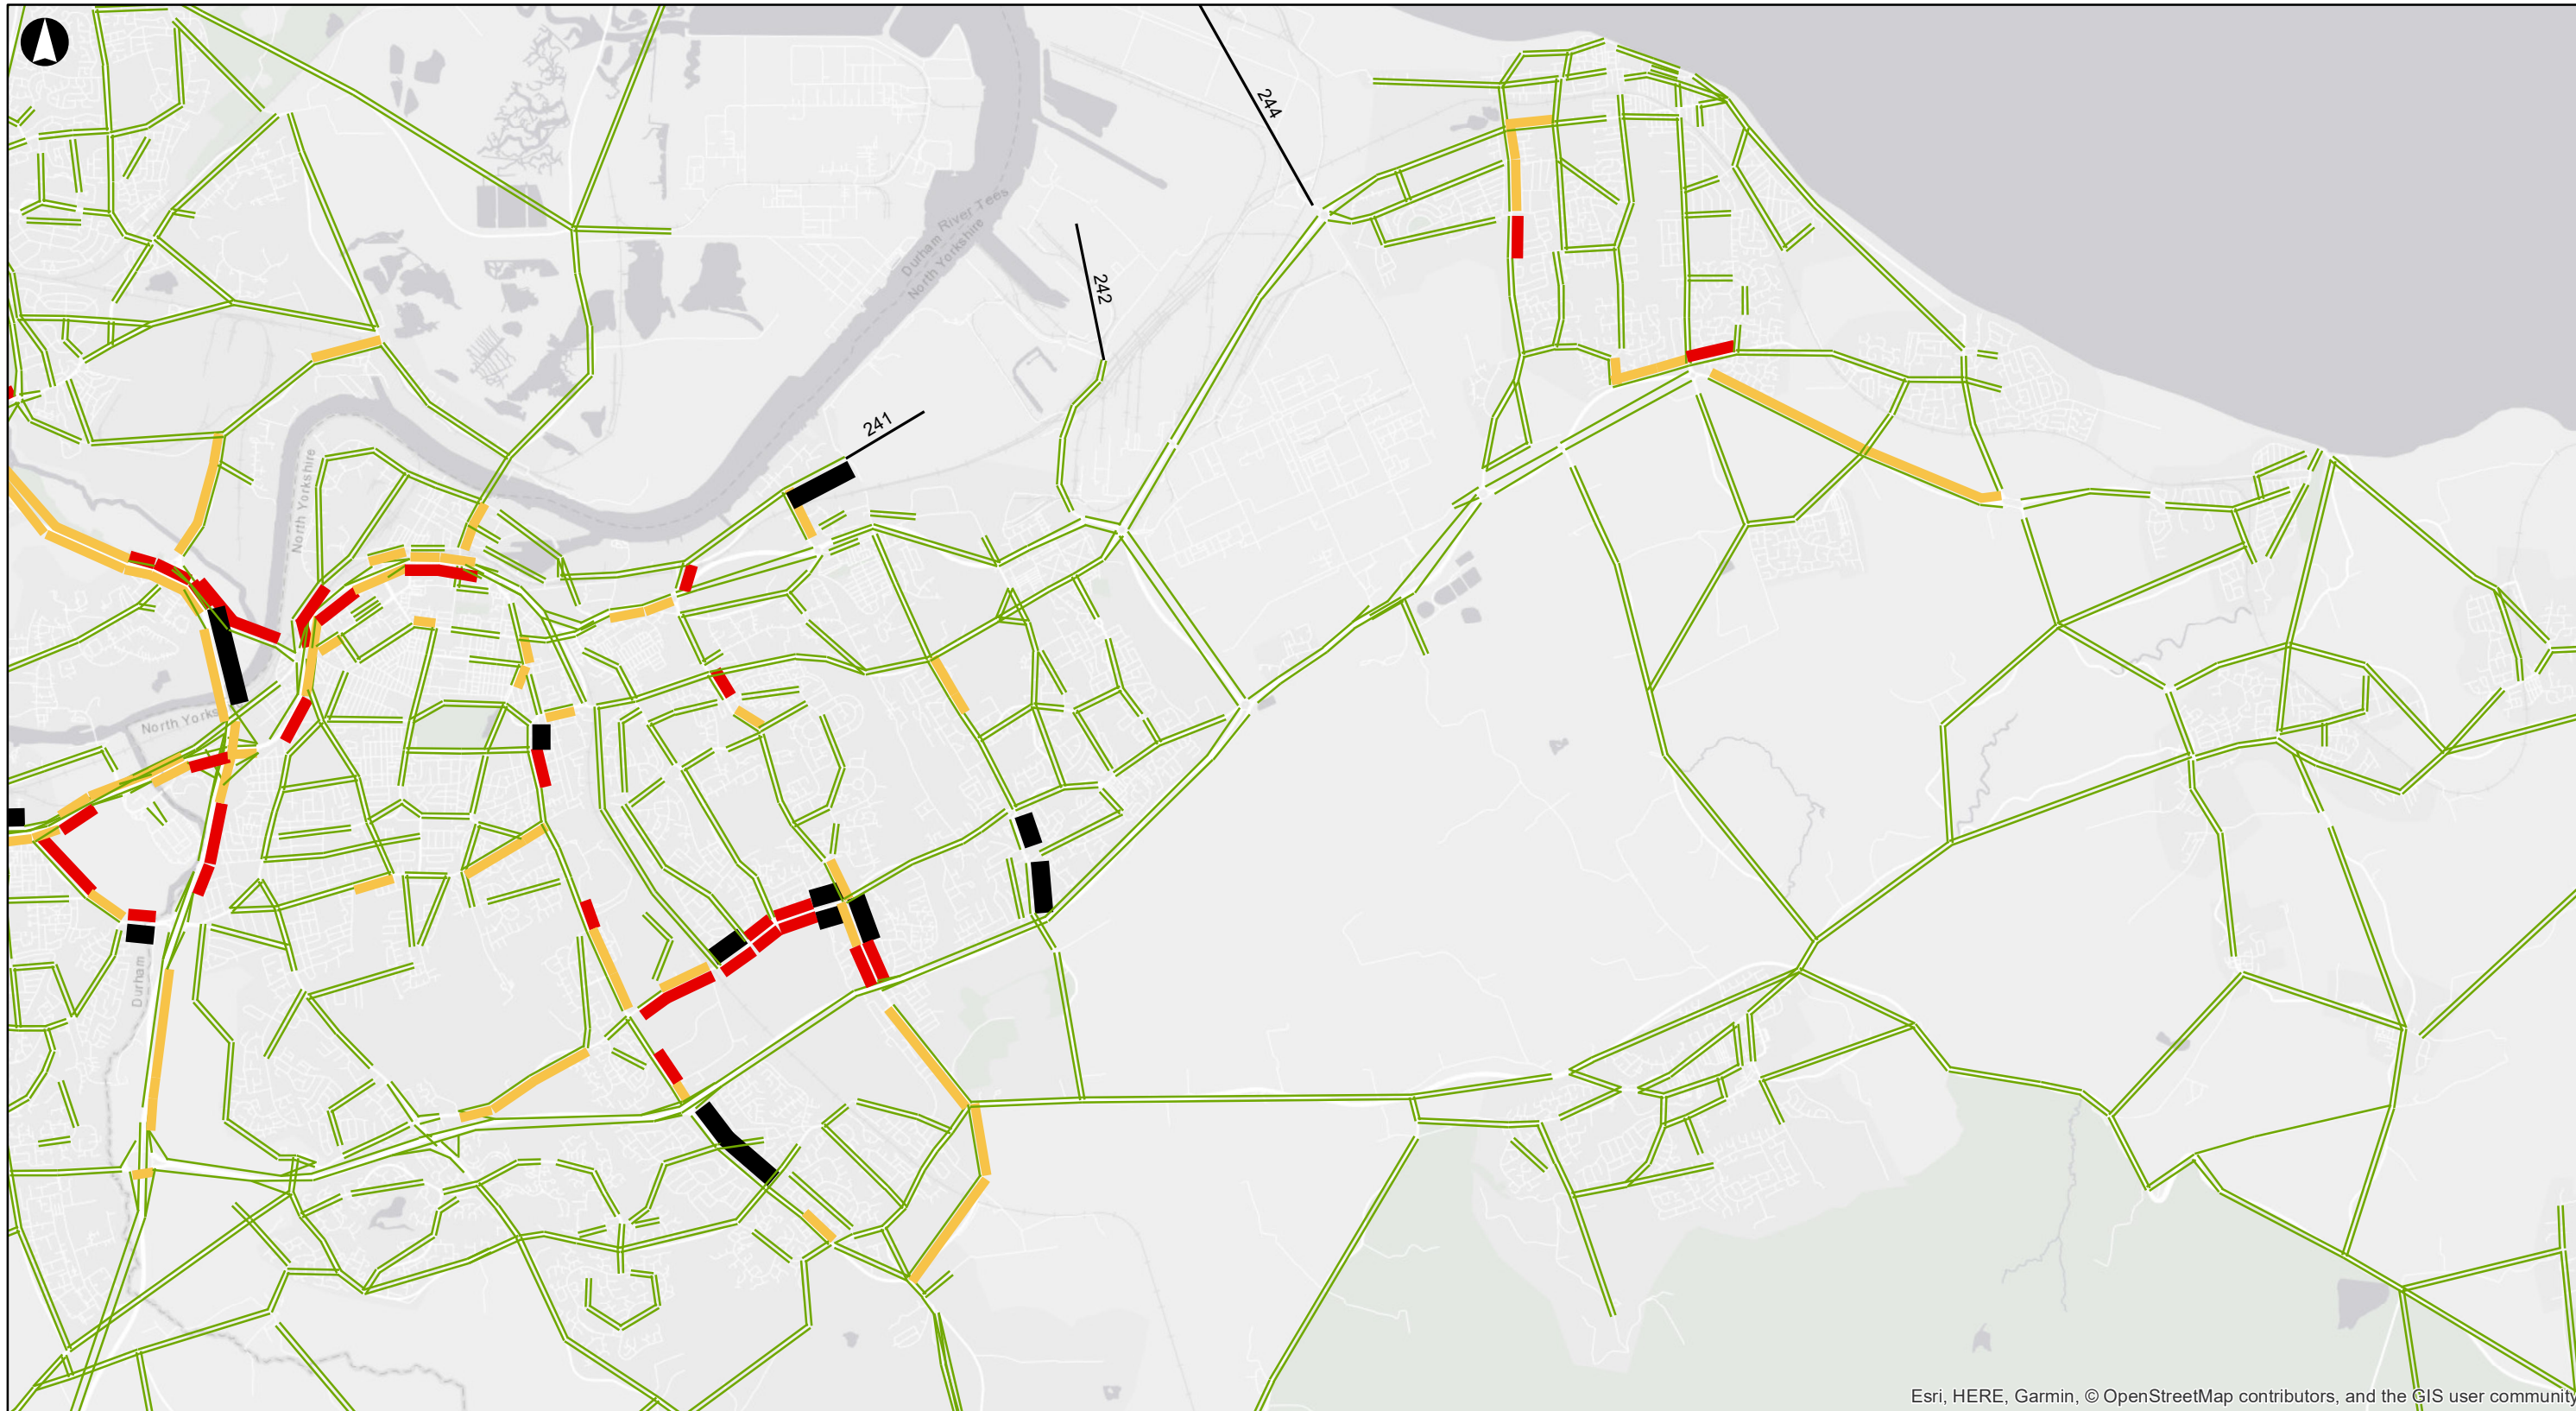 244
Durham River Tees
North Yorkshire
242
241
North Yorkshire
North Yorks
Durham
Esri, HERE, Garmin, © OpenStreetMap contributors, and the GIS user community